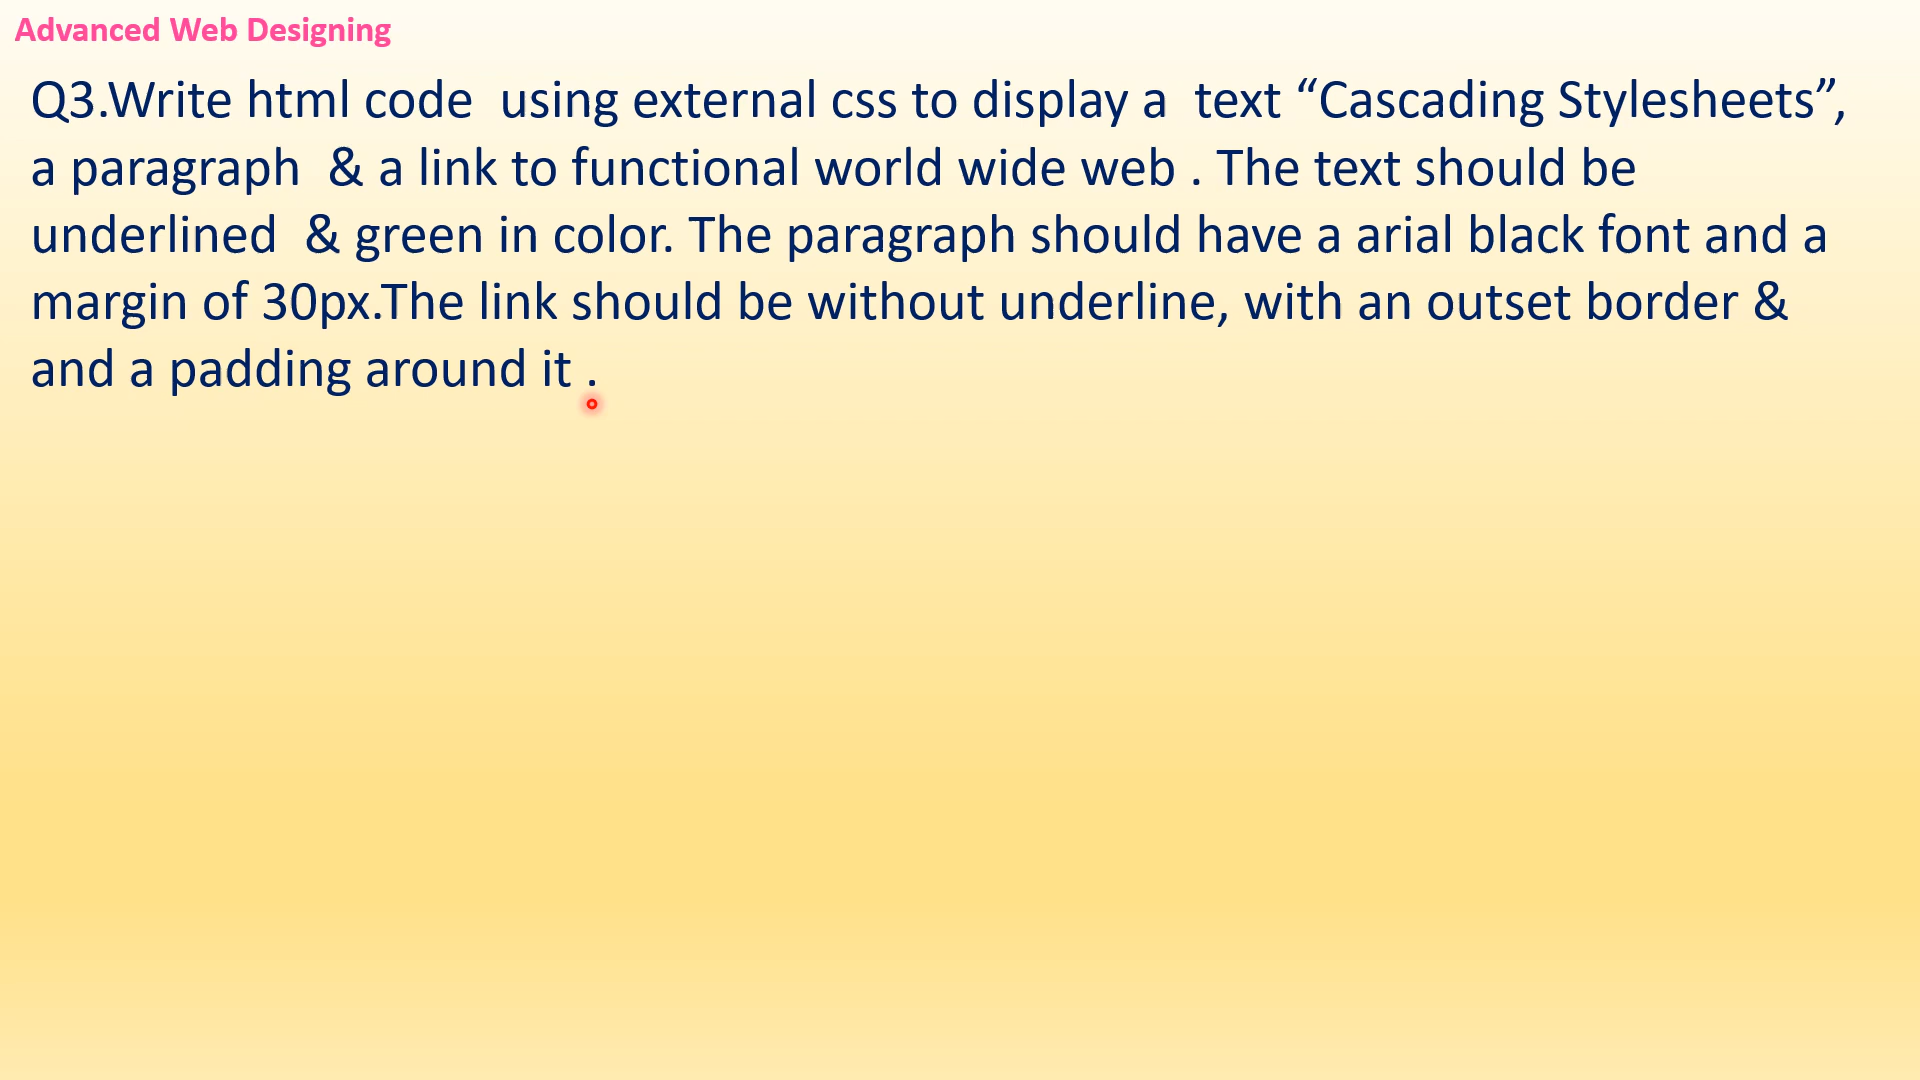 Advanced Web Designing
Q3.Write html code  using external css to display a  text “Cascading Stylesheets”,
a paragraph  & a link to functional world wide web . The text should be
underlined  & green in color. The paragraph should have a arial black font and a
margin of 30px.The link should be without underline, with an outset border &
and a padding around it .